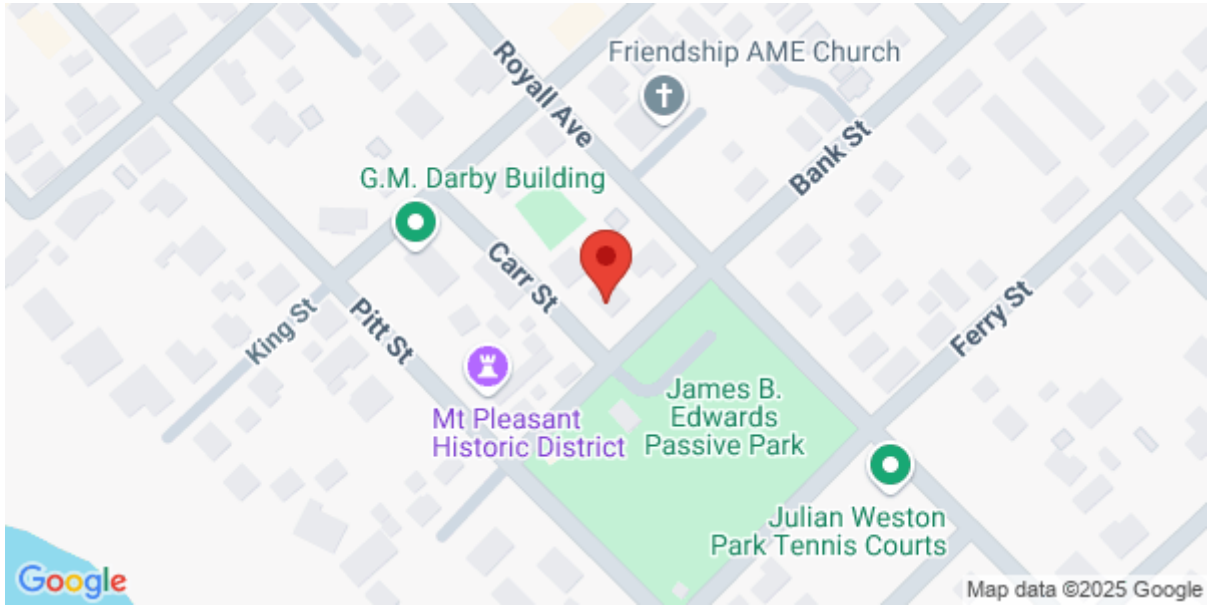 Royall Ave
Friendship AME Church
Bank St
G.M. Darby Building
Carr St
King St
Pitt St
Ferry St
Mt Pleasant
Historic District
James B.
Edwards
Passive Park
Julian Weston
Park Tennis Courts
Google
Map data ©2025 Google